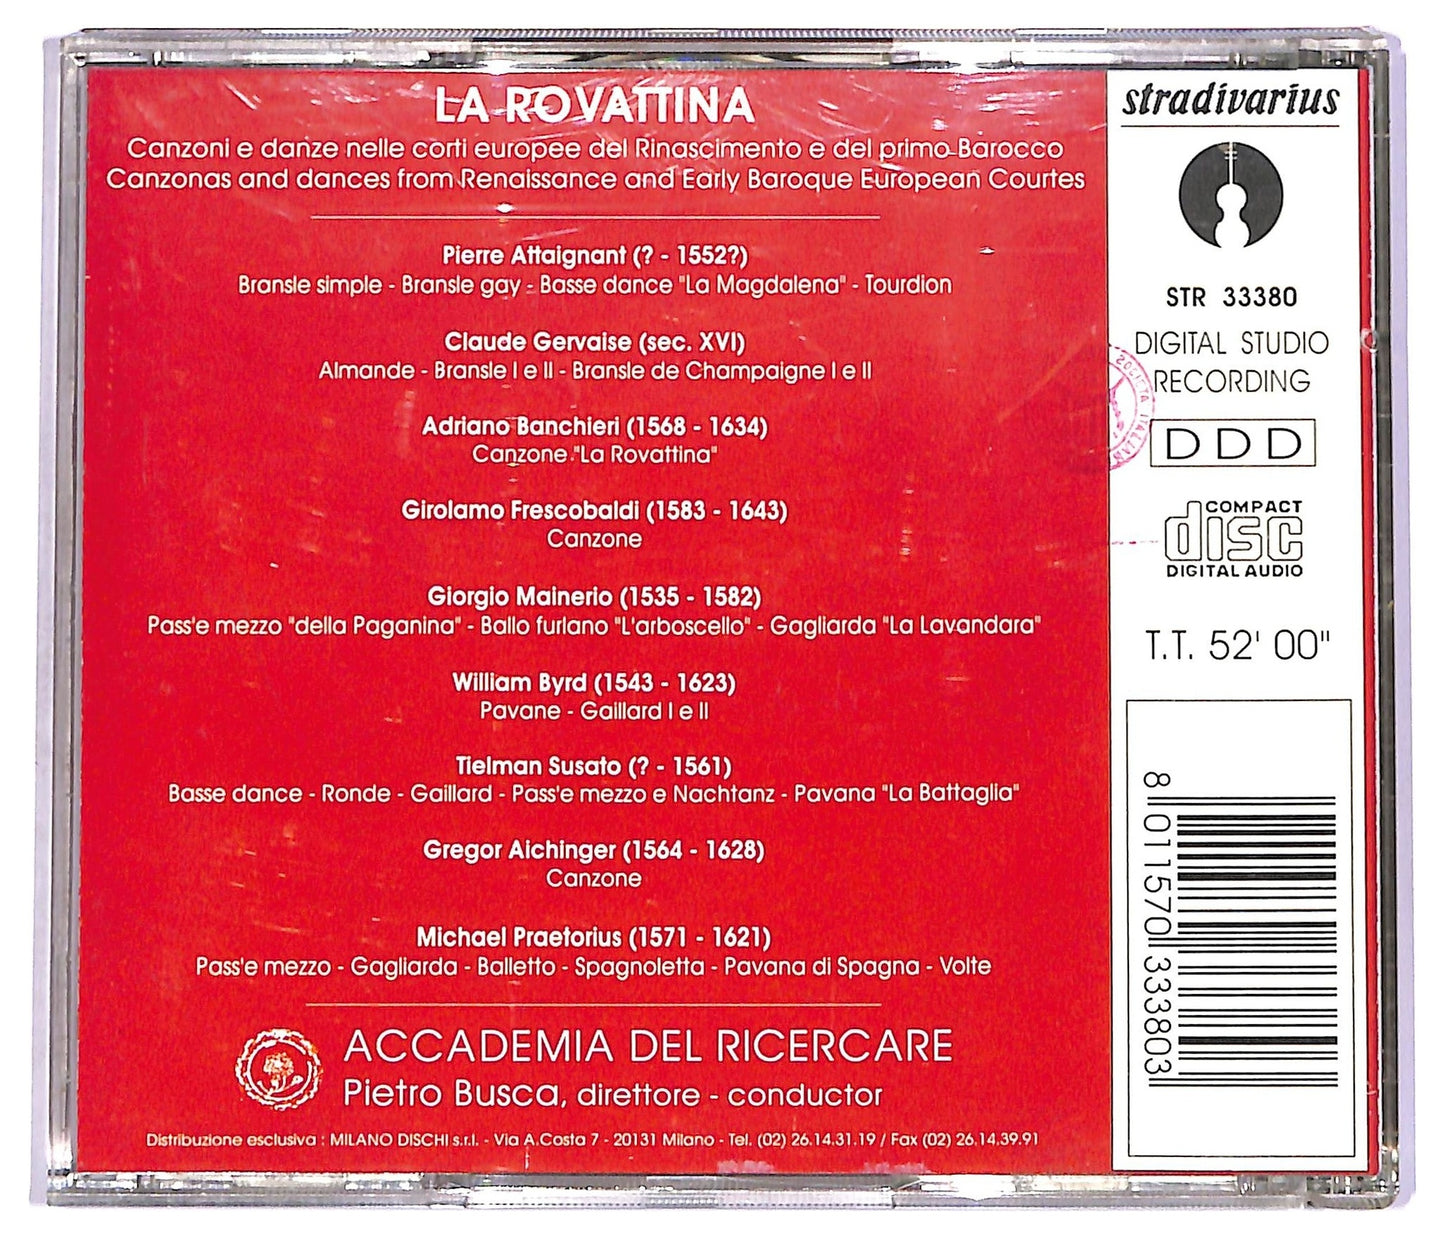 LA ROVATTINA
Canzoni e danze nelle corti europee del Rinascimento e del primo Barocco
Canzonas and dances from Renaissance and Early Baroque European Courtes
Pierre Attaignant (? - 1552?)
Bransle simple - Bransle gay - Basse dance "La Magdalena" - Tourdion
Claude Gervaise (sec. XVI)
Almande - Bransle I e II - Bransle de Champaigne I e II
Adriano Banchieri (1568 - 1634)
Canzone "La Rovattina"
Girolamo Frescobaldi (1583 - 1643)
Canzone
Giorgio Mainerio (1535 - 1582)
Pass'e mezzo "della Paganina" - Ballo furlano "L'arboscello" - Gagliarda "La Lavandara"
William Byrd (1543 - 1623)
Pavane - Gaillard I e II
Tielman Susato (? - 1561)
Basse dance - Ronde - Gaillard - Pass'e mezzo e Nachtanz - Pavana "La Battaglia"
Gregor Aichinger (1564 - 1628)
Canzone
Michael Praetorius (1571 - 1621)
Pass'e mezzo - Gagliarda - Balletto - Spagnoletta - Pavana di Spagna - Volte
ACCADEMIA DEL RICERCARE
Pietro Busca, direttore - conductor
Distribuzione esclusiva : MILANO DISCHI s.r.l. - Via A.Costa 7 - 20131 Milano - Tel. (02) 26.14.31.19 / Fax (02) 26.14.39.91
stradivarius
STR 33380
DIGITAL STUDIO
RECORDING
SOCIETA ITALIAN
DDD
COMPACT
disc
DIGITAL AUDIO
T.T. 52' 00"
8 011570 333803